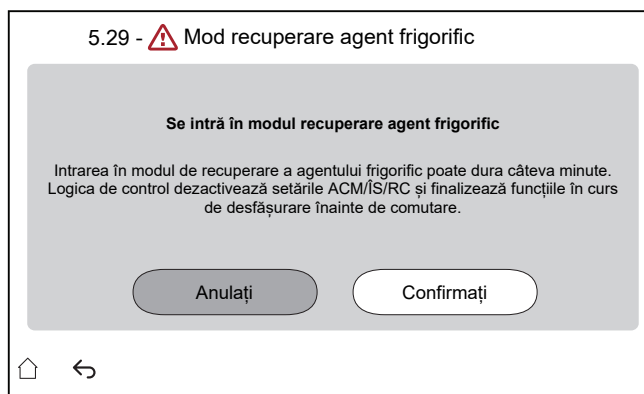 5.29 - Mod recuperare agent frigorific
Se intră în modul recuperare agent frigorific
Intrarea în modul de recuperare a agentului frigorific poate dura câteva minute.
Logica de control dezactivează setările ACM/ÎS/RC și finalizează funcțiile în curs
de desfășurare înainte de comutare.
Anulați
Confirmați